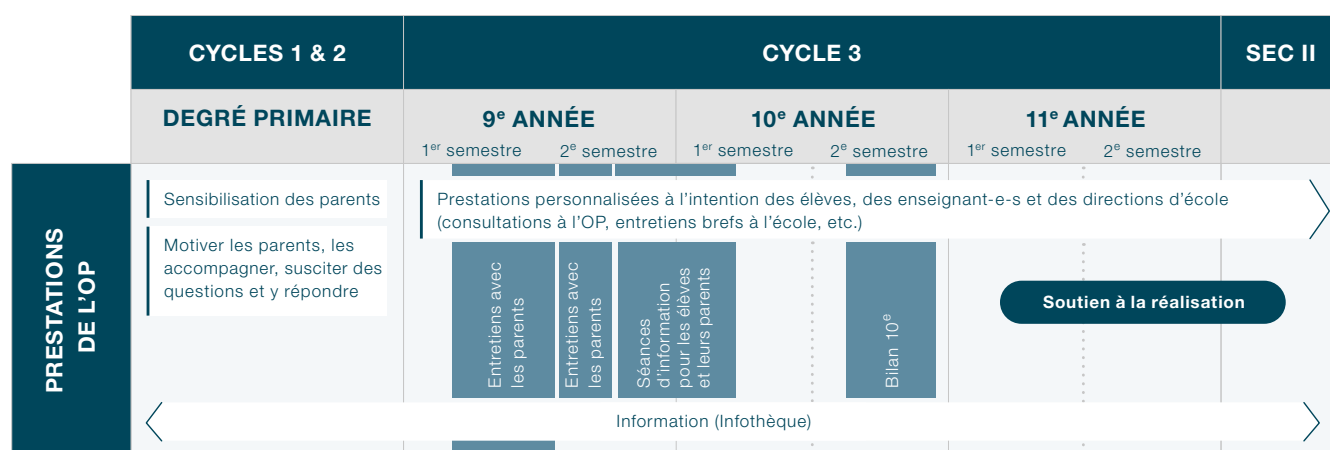 CYCLES 1 & 2
CYCLE 3
SEC II
DEGRÉ PRIMAIRE
9e ANNÉE
10e ANNÉE
11e ANNÉE
1er semestre
2e semestre
1er semestre
2e semestre
1er semestre
2e semestre
PRESTATIONS
DE L'OP
Sensibilisation des parents
Motiver les parents, les
accompagner, susciter des
questions et y répondre
Prestations personnalisées à l'intention des élèves, des enseignant-e-s et des directions d'école
(consultations à l'OP, entretiens brefs à l'école, etc.)
Entretiens avec
les parents
Entretiens avec
les parents
Séances
d'information
pour les élèves
et leurs parents
Bilan 10e
Soutien à la réalisation
Information (Infothèque)